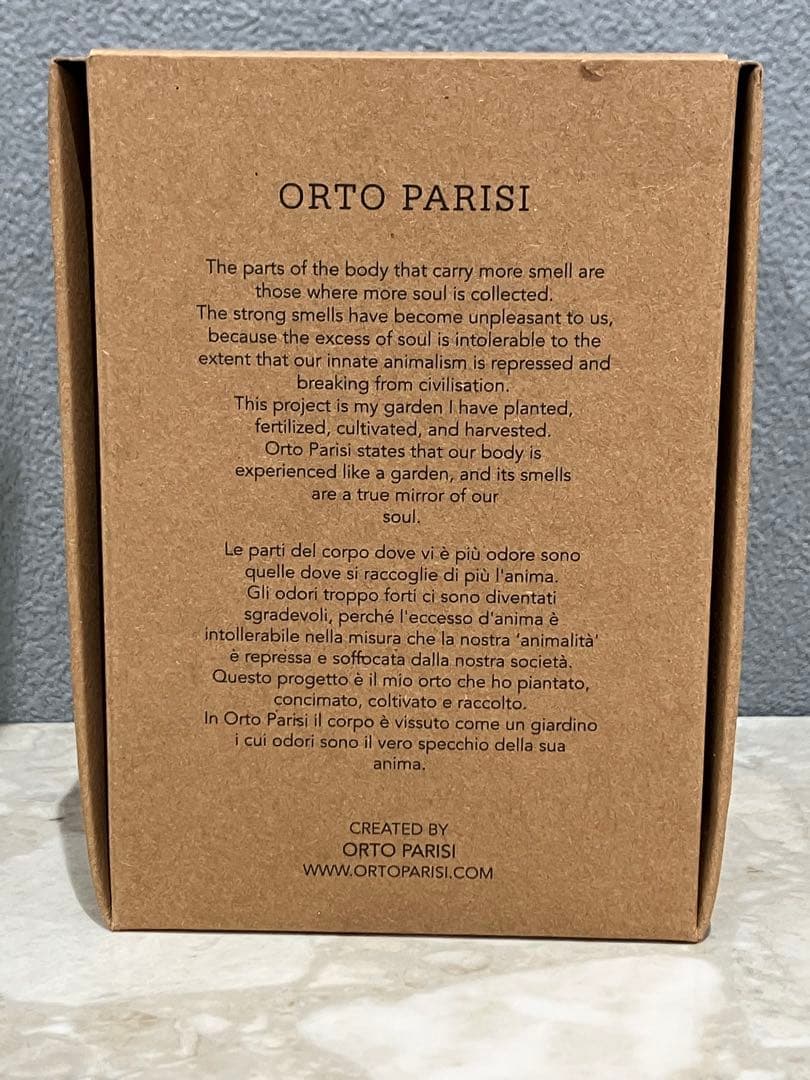 ORTO PARISI
The parts of the body that carry more smell are
those where more soul is collected.
The strong smells have become unpleasant to us,
because the excess of soul is intolerable to the
extent that our innate animalism is repressed and
breaking from civilisation.
This project is my garden I have planted,
fertilized, cultivated, and harvested.
Orto Parisi states that our body is
experienced like a garden, and its smells
are a true mirror of our
soul.
Le parti del corpo dove vi è più odore sono
quelle dove si raccoglie di più l'anima.
Gli odori troppo forti ci sono diventati
sgradevoli, perché l'eccesso d'anima è
intollerabile nella misura che la nostra 'animalità'
è repressa e soffocata dalla nostra società.
Questo progetto è il mio orto che ho piantato,
concimato, coltivato e raccolto.
In Orto Parisi il corpo è vissuto come un giardino
i cui odori sono il vero specchio della sua
anima.
CREATED BY
ORTO PARISI
WWW.ORTOPARISI.COM